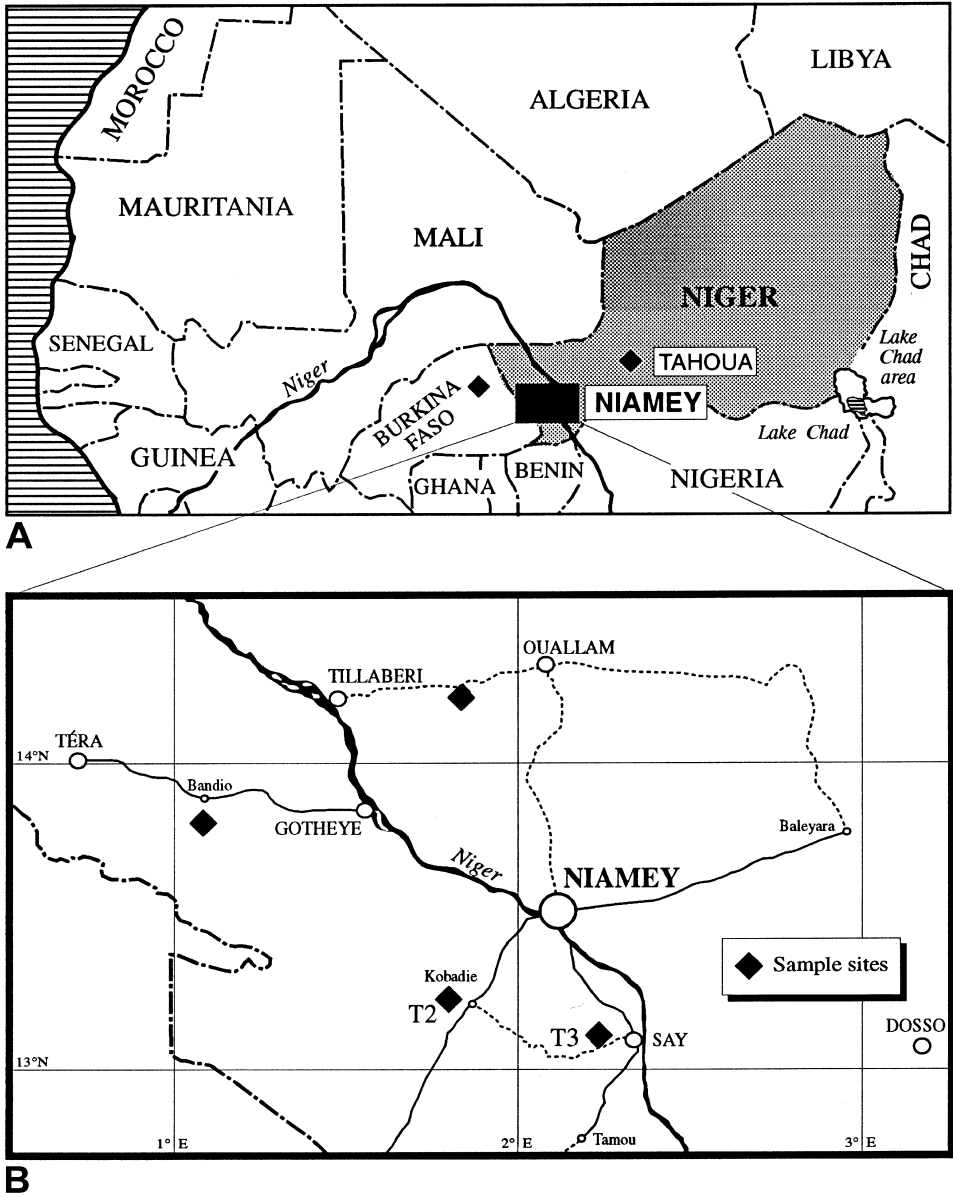 MOROCCO
LIBYA
ALGERIA
MAURITANIA
MALI
CHAD
NIGER
SENEGAL
Lake
Chad
area
TAHOUA
Niger
BURKINA
FASO
NIAMEY
Lake Chad
GUINEA
GHANA
BENIN
NIGERIA
A
OUALLAM
TILLABERI
TÉRA
14°N
Bandio
GOTHEYE
Baleyara
Niger
NIAMEY
Sample sites
Kobadie
T2
T3
SAY
DOSSO
13°N
1° E
2° E
Tamou
3° E
B